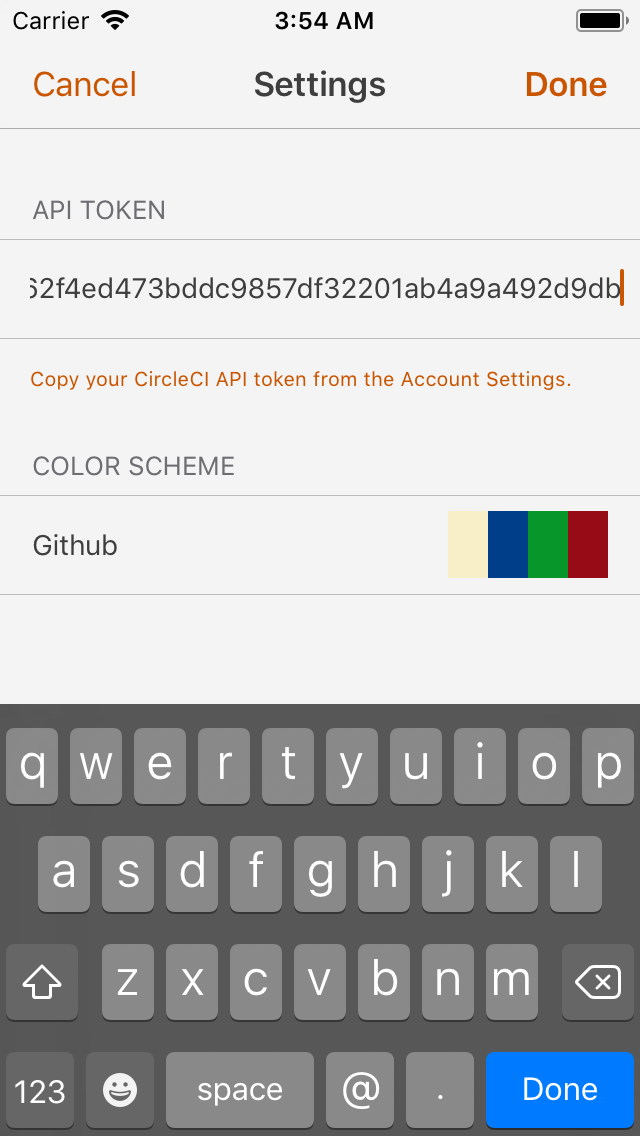 Carrier 3:54 AM
Cancel Settings Done
API TOKEN
62f4ed473bddc9857df32201ab4a9a492d9db
Copy your CircleCI API token from the Account Settings.
COLOR SCHEME
Github
q w e r t y u i o p
a s d f g h j k l
z x c v b n m
123 space @ . Done